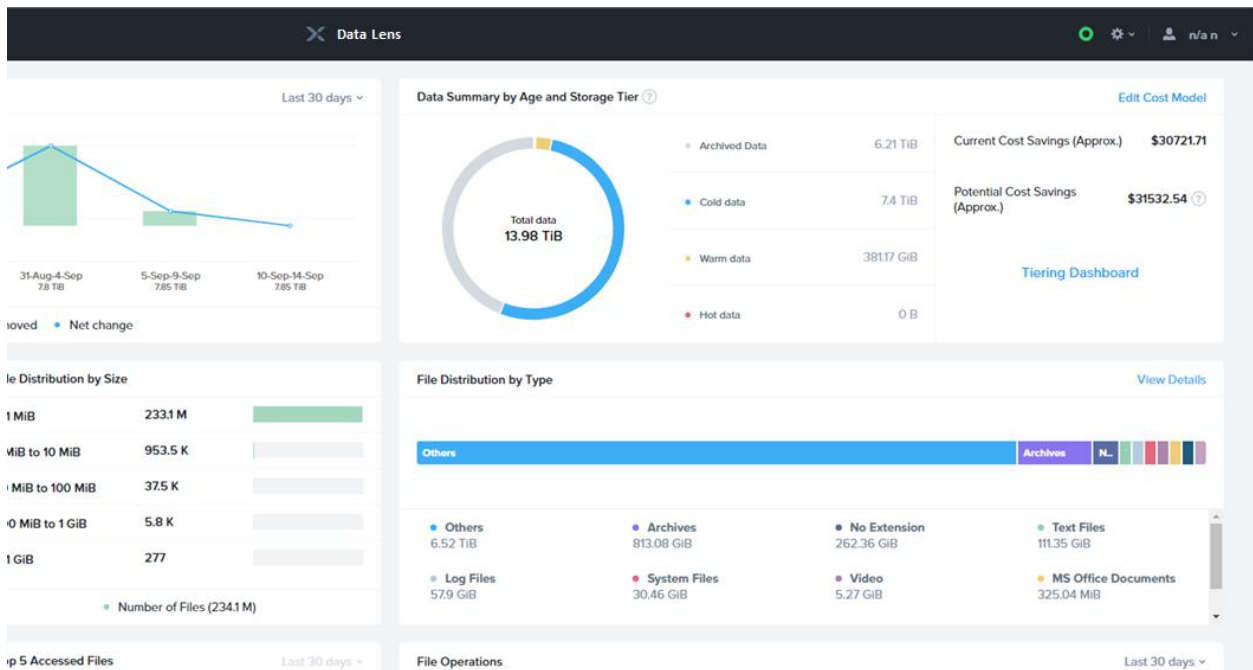 Data Lens
n/a n
Last 30 days
31-Aug-4-Sep
7.8 TiB
5-Sep-9-Sep
7.85 TiB
10-Sep-14-Sep
7.85 TiB
Net change
Data Summary by Age and Storage Tier
Edit Cost Model
Total data
13.98 TiB
Archived Data 6.21 TiB
Cold data 7.4 TiB
Warm data 381.17 GiB
Hot data 0 B
Current Cost Savings (Approx.) $30721.71
Potential Cost Savings
(Approx.)
$31532.54
Tiering Dashboard
Distribution by Size
1 MiB 233.1 M
MiB to 10 MiB 953.5 K
MiB to 100 MiB 37.5 K
0 MiB to 1 GiB 5.8 K
1 GiB 277
Number of Files (234.1 M)
File Distribution by Type
View Details
Others
Archives
N..
Others
6.52 TiB
Archives
813.08 GiB
No Extension
262.36 GiB
Text Files
111.35 GiB
Log Files
57.9 GiB
System Files
30.46 GiB
Video
5.27 GiB
MS Office Documents
325.04 MiB
p 5 Accessed Files
Last 30 days
File Operations
Last 30 days